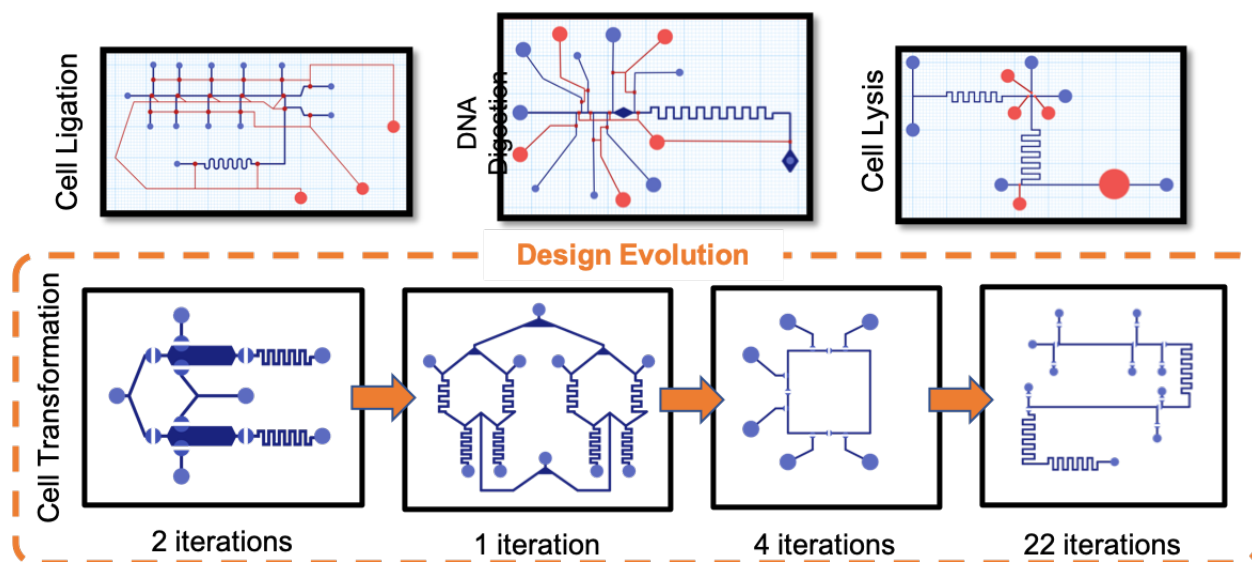 Cell Ligation
DNA
Digestion
Cell Lysis
Design Evolution
Cell Transformation
2 iterations
1 iteration
4 iterations
22 iterations